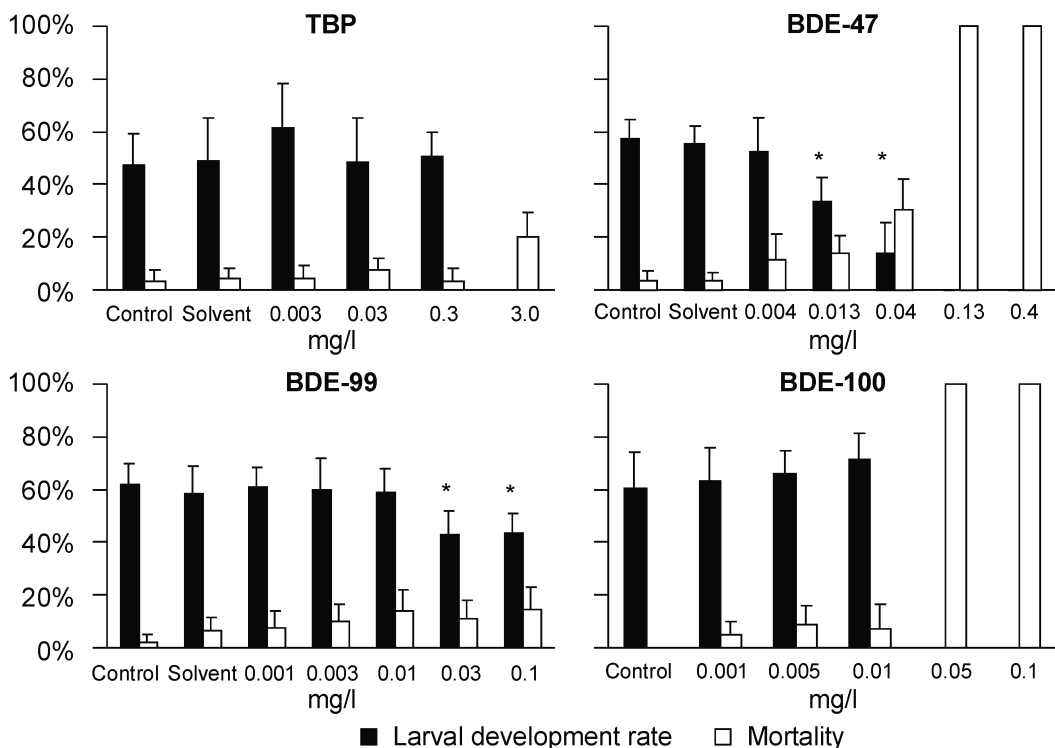 TBP
100%
80%
60%
40%
20%
0%
Control Solvent 0.003 0.03 0.3 3.0
mg/l
BDE-47
* *
Control Solvent 0.004 0.013 0.04 0.13 0.4
mg/l
BDE-99
100%
80%
60%
40%
20%
0%
* *
Control Solvent 0.001 0.003 0.01 0.03 0.1
mg/l
BDE-100
Control 0.001 0.005 0.01 0.05 0.1
mg/l
Larval development rate Mortality